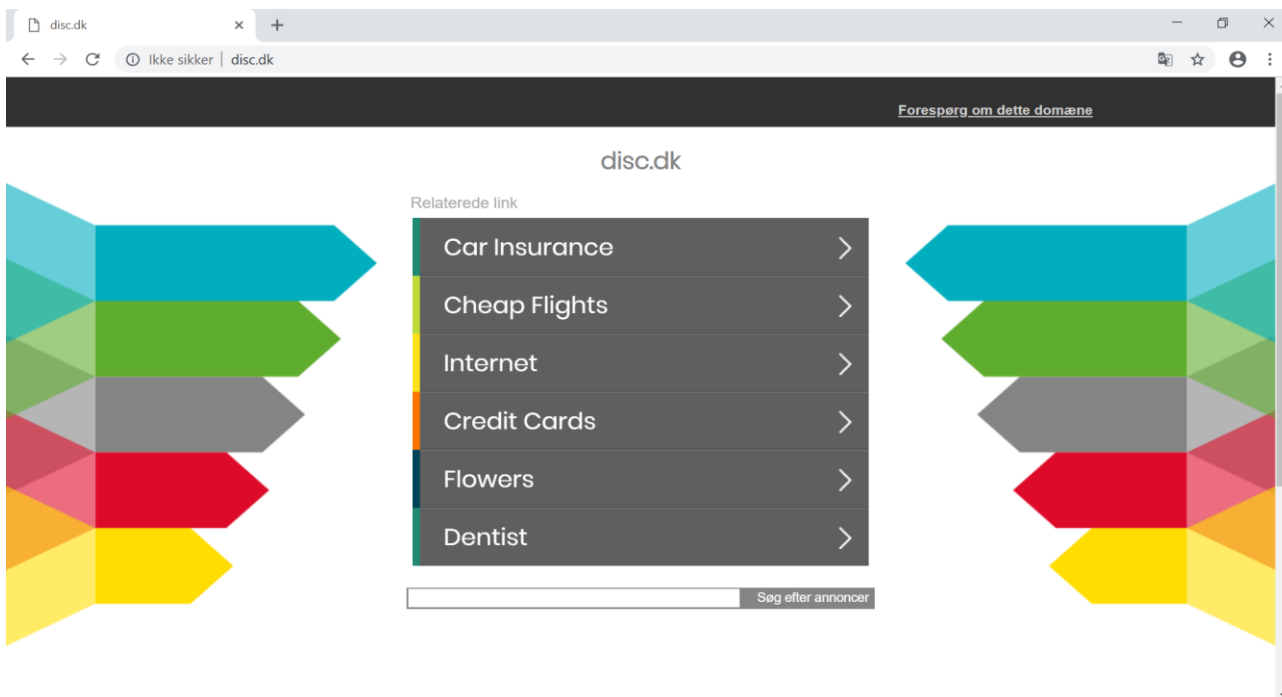 disc.dk
Ikke sikker | disc.dk
Forespørg om dette domæne
disc.dk
Relaterede link
Car Insurance
Cheap Flights
Internet
Credit Cards
Flowers
Dentist
Søg efter annoncer